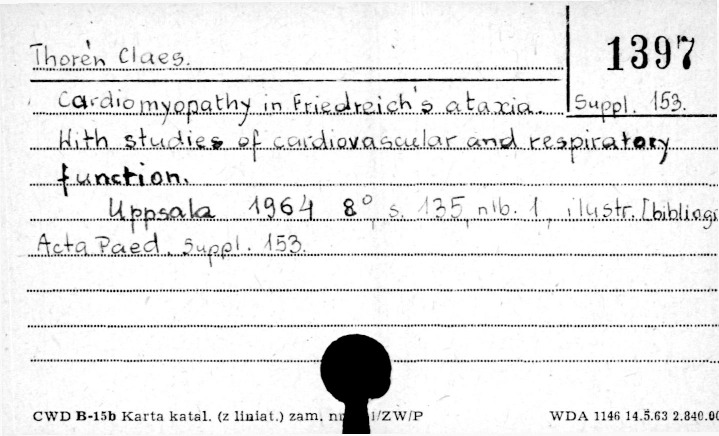 Thorén Claes.
1397
Suppl. 153.
Cardiomyopathy in Friedreich's ataxia.
With studies of cardiovascular and respiratory
function.
Uppsala 1964 8° s. 135, nlb. 1, ilustr. [bibliogr
Acta Paed. Suppl. 153.
CWD B-15b Karta katal. (z liniat.) zam. 1/ZW/P
WDA 1146 14.5.63 2.840.00